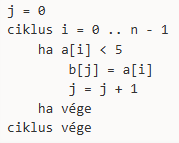 j = 0
ciklus i = 0 .. n - 1
    ha a[i] < 5
        b[j] = a[i]
        j = j + 1
    ha vége
ciklus vége